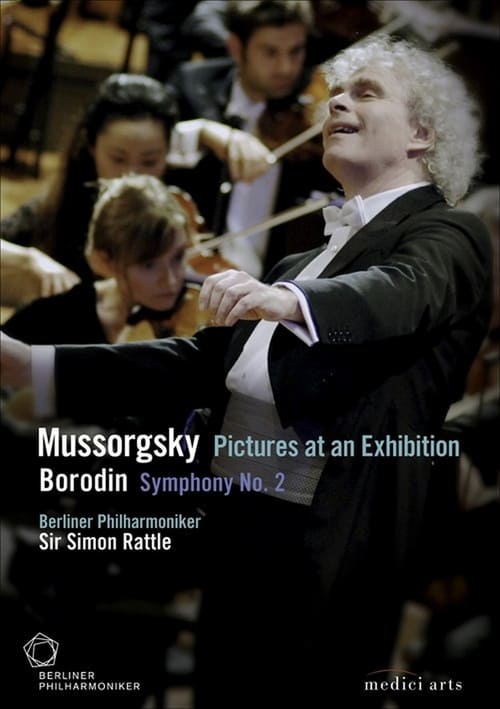 Mussorgsky Pictures at an Exhibition
Borodin Symphony No. 2
Berliner Philharmoniker
Sir Simon Rattle
BERLINER
PHILHARMONIKER
medici arts